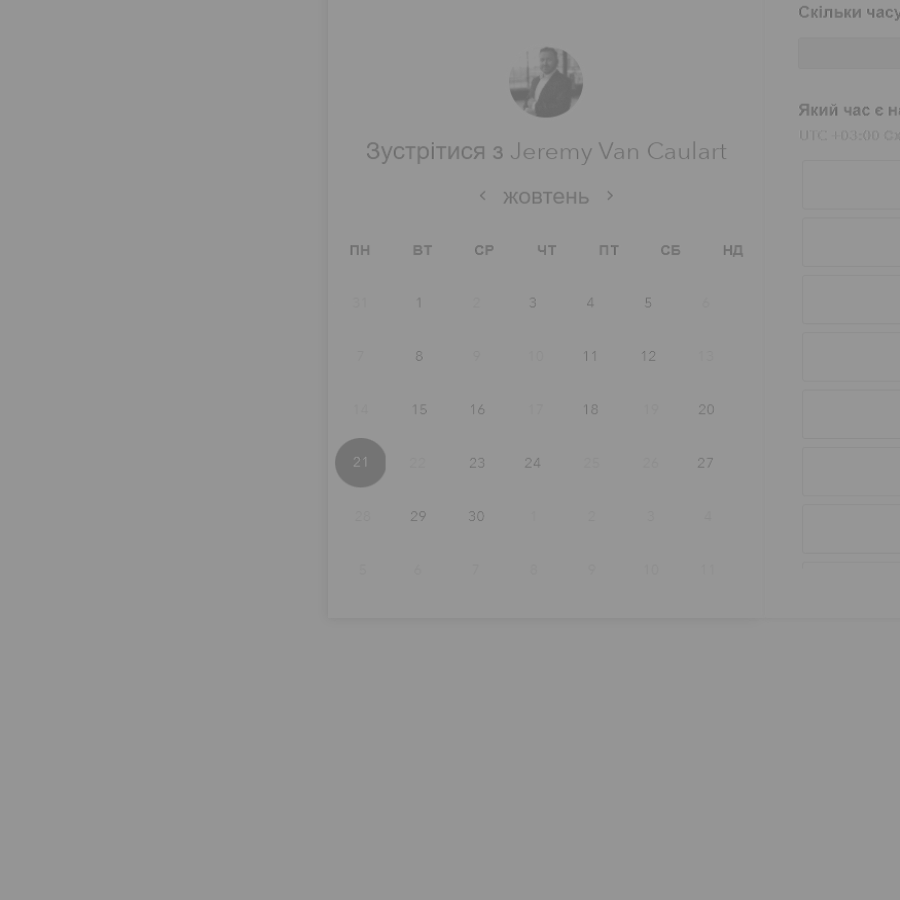 Скільки часу
Який час є н
UTC +03:00
Зустрітися з Jeremy Van Caulart
жовтень
ПН ВТ СР ЧТ ПТ СБ НД
31 1 2 3 4 5 6
7 8 9 10 11 12 13
14 15 16 17 18 19 20
21 22 23 24 25 26 27
28 29 30 1 2 3 4
5 6 7 8 9 10 11